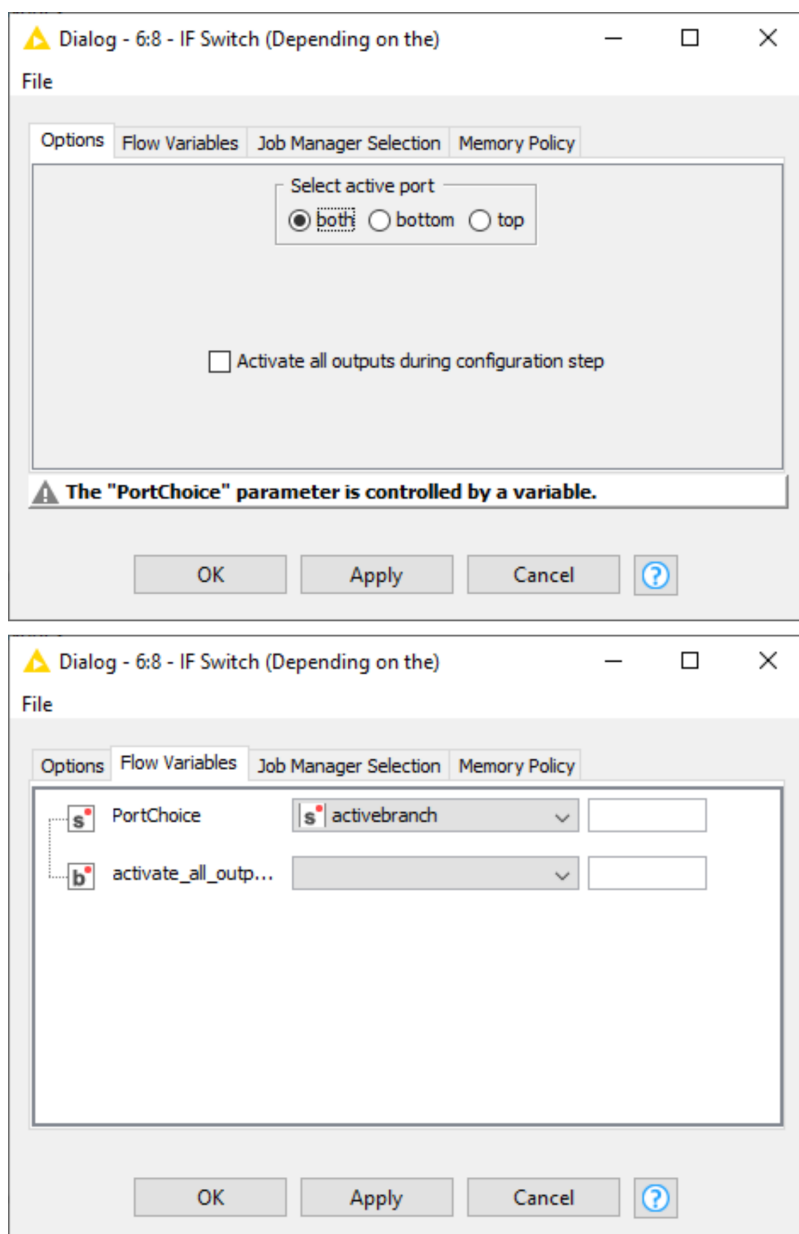 Dialog - 6:8 - IF Switch (Depending on the)
File
Options Flow Variables Job Manager Selection Memory Policy
Select active port
both bottom top
Activate all outputs during configuration step
The "PortChoice" parameter is controlled by a variable.
OK Apply Cancel ?
Dialog - 6:8 - IF Switch (Depending on the)
File
Options Flow Variables Job Manager Selection Memory Policy
s PortChoice s activebranch
b activate_all_outp...
OK Apply Cancel ?